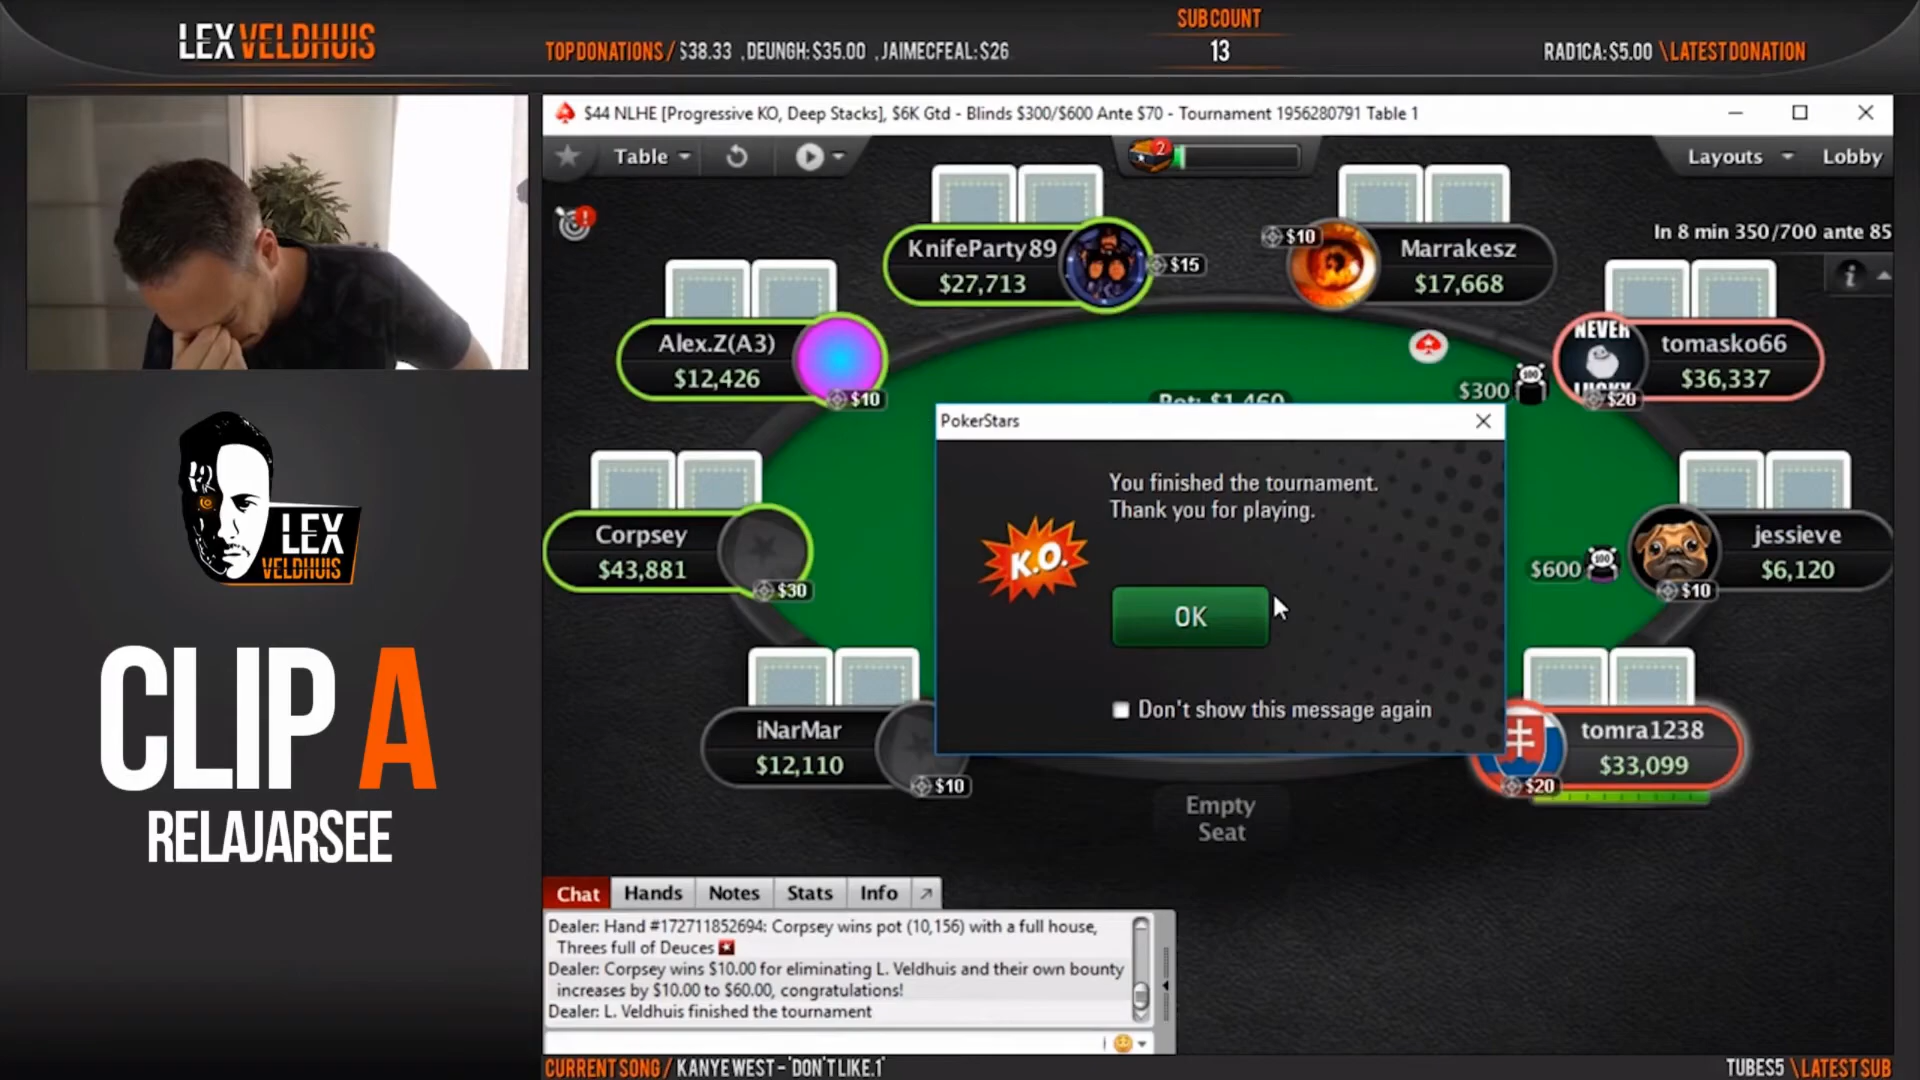 LEX VELDHUIS
TOP DONATIONS / $38.33 , DEUNGH: $35.00 , JAIMECFEAL: $26
SUB COUNT
13
RAD1CA: $5.00 \ LATEST DONATION
$44 NLHE [Progressive KO, Deep Stacks], $6K Gtd - Blinds $300/$600 Ante $70 - Tournament 1956280791 Table 1
Table
2
Layouts
Lobby
In 8 min 350/700 ante 85
KnifeParty89
$27,713
$15
$10
Marrakesz
$17,668
Alex.Z(A3)
$12,426
$10
NEVER
LUCKY
tomasko66
$36,337
$20
$300
100
Pot: $1,460
Corpsey
$43,881
$30
jessieve
$6,120
$10
$600
100
PokerStars
You finished the tournament.
Thank you for playing.
K.O.
OK
Don't show this message again
iNarMar
$12,110
$10
tomra1238
$33,099
$20
Empty
Seat
LEX
VELDHUIS
CLIP A
RELAJARSEE
Chat
Hands
Notes
Stats
Info
Dealer: Hand #172711852694: Corpsey wins pot (10,156) with a full house,
Threes full of Deuces
Dealer: Corpsey wins $10.00 for eliminating L. Veldhuis and their own bounty
increases by $10.00 to $60.00, congratulations!
Dealer: L. Veldhuis finished the tournament
CURRENT SONG / KANYE WEST - 'DON'T LIKE.1'
TUBES5 \ LATEST SUB